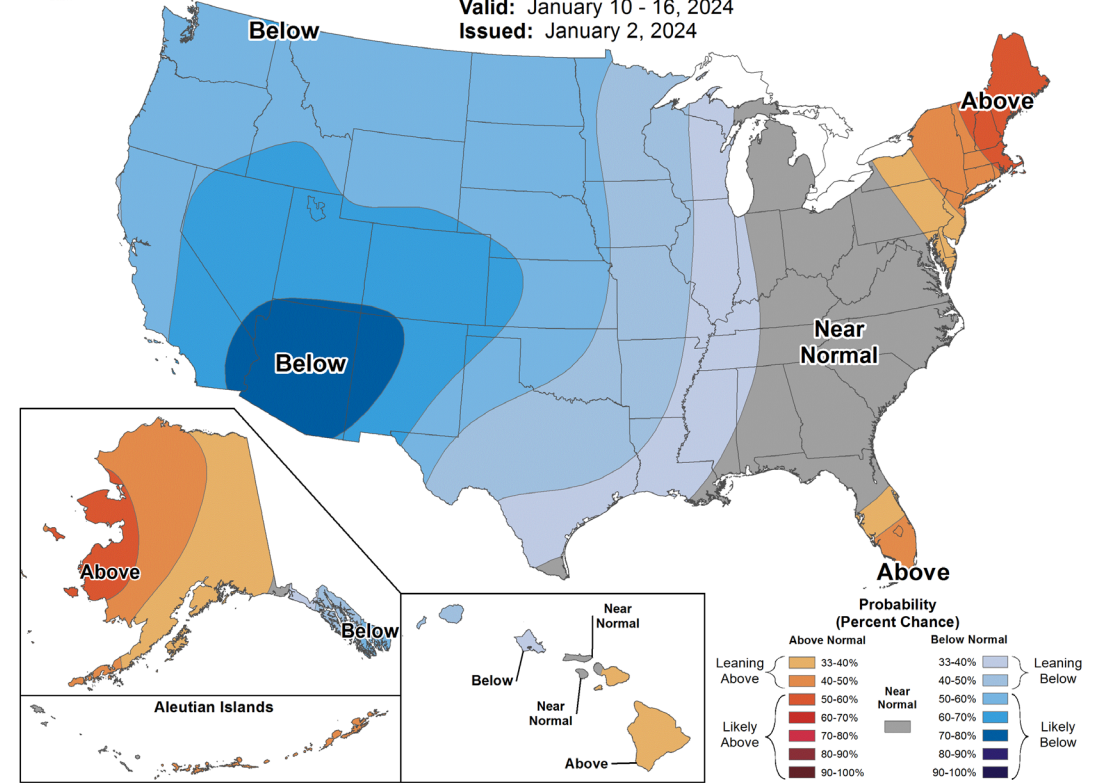 Valid: January 10 - 16, 2024
Issued: January 2, 2024
Below
Above
Near
Normal
Below
Above
Above
Below
Aleutian Islands
Near
Normal
Below
Near
Normal
Above
Probability
(Percent Chance)
Above Normal
Below Normal
Leaning
Above
33-40%
40-50%
Likely
Above
50-60%
60-70%
70-80%
80-90%
90-100%
Near
Normal
33-40%
40-50%
Leaning
Below
50-60%
60-70%
70-80%
80-90%
90-100%
Likely
Below